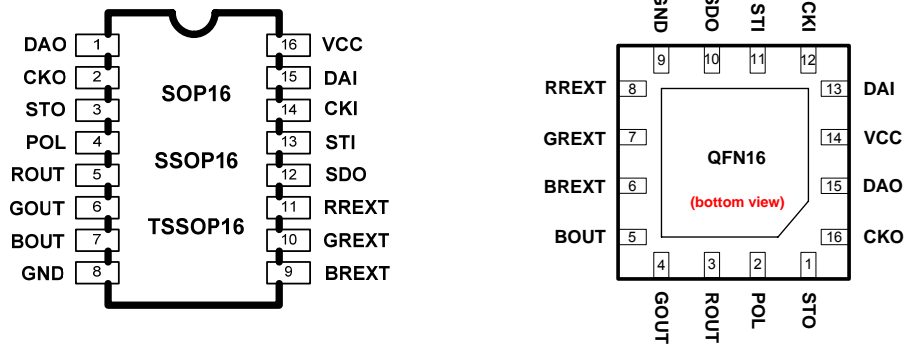 DAO 1 16 VCC
CKO 2 15 DAI
STO 3 14 CKI
POL 4 13 STI
ROUT 5 12 SDO
GOUT 6 11 RREXT
BOUT 7 10 GREXT
GND 8 9 BREXT
SOP16
SSOP16
TSSOP16
GND SDO STI CKI
9 10 11 12
RREXT 8 13 DAI
GREXT 7 14 VCC
BREXT 6 15 DAO
BOUT 5 16 CKO
QFN16
(bottom view)
4 3 2 1
GOUT ROUT POL STO